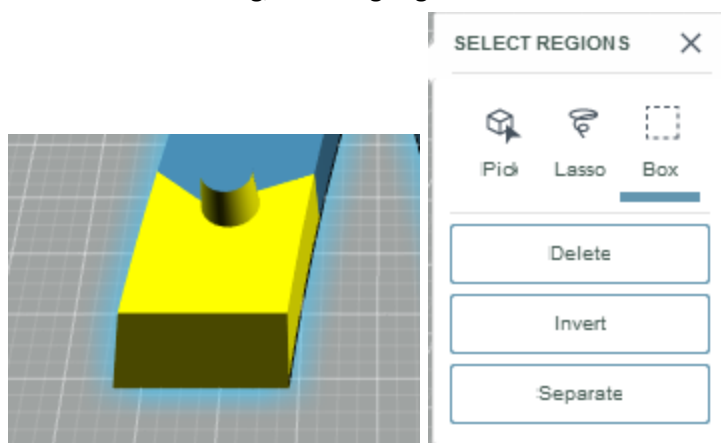 SELECT REGIONS
Pick
Lasso
Box
Delete
Invert
Separate